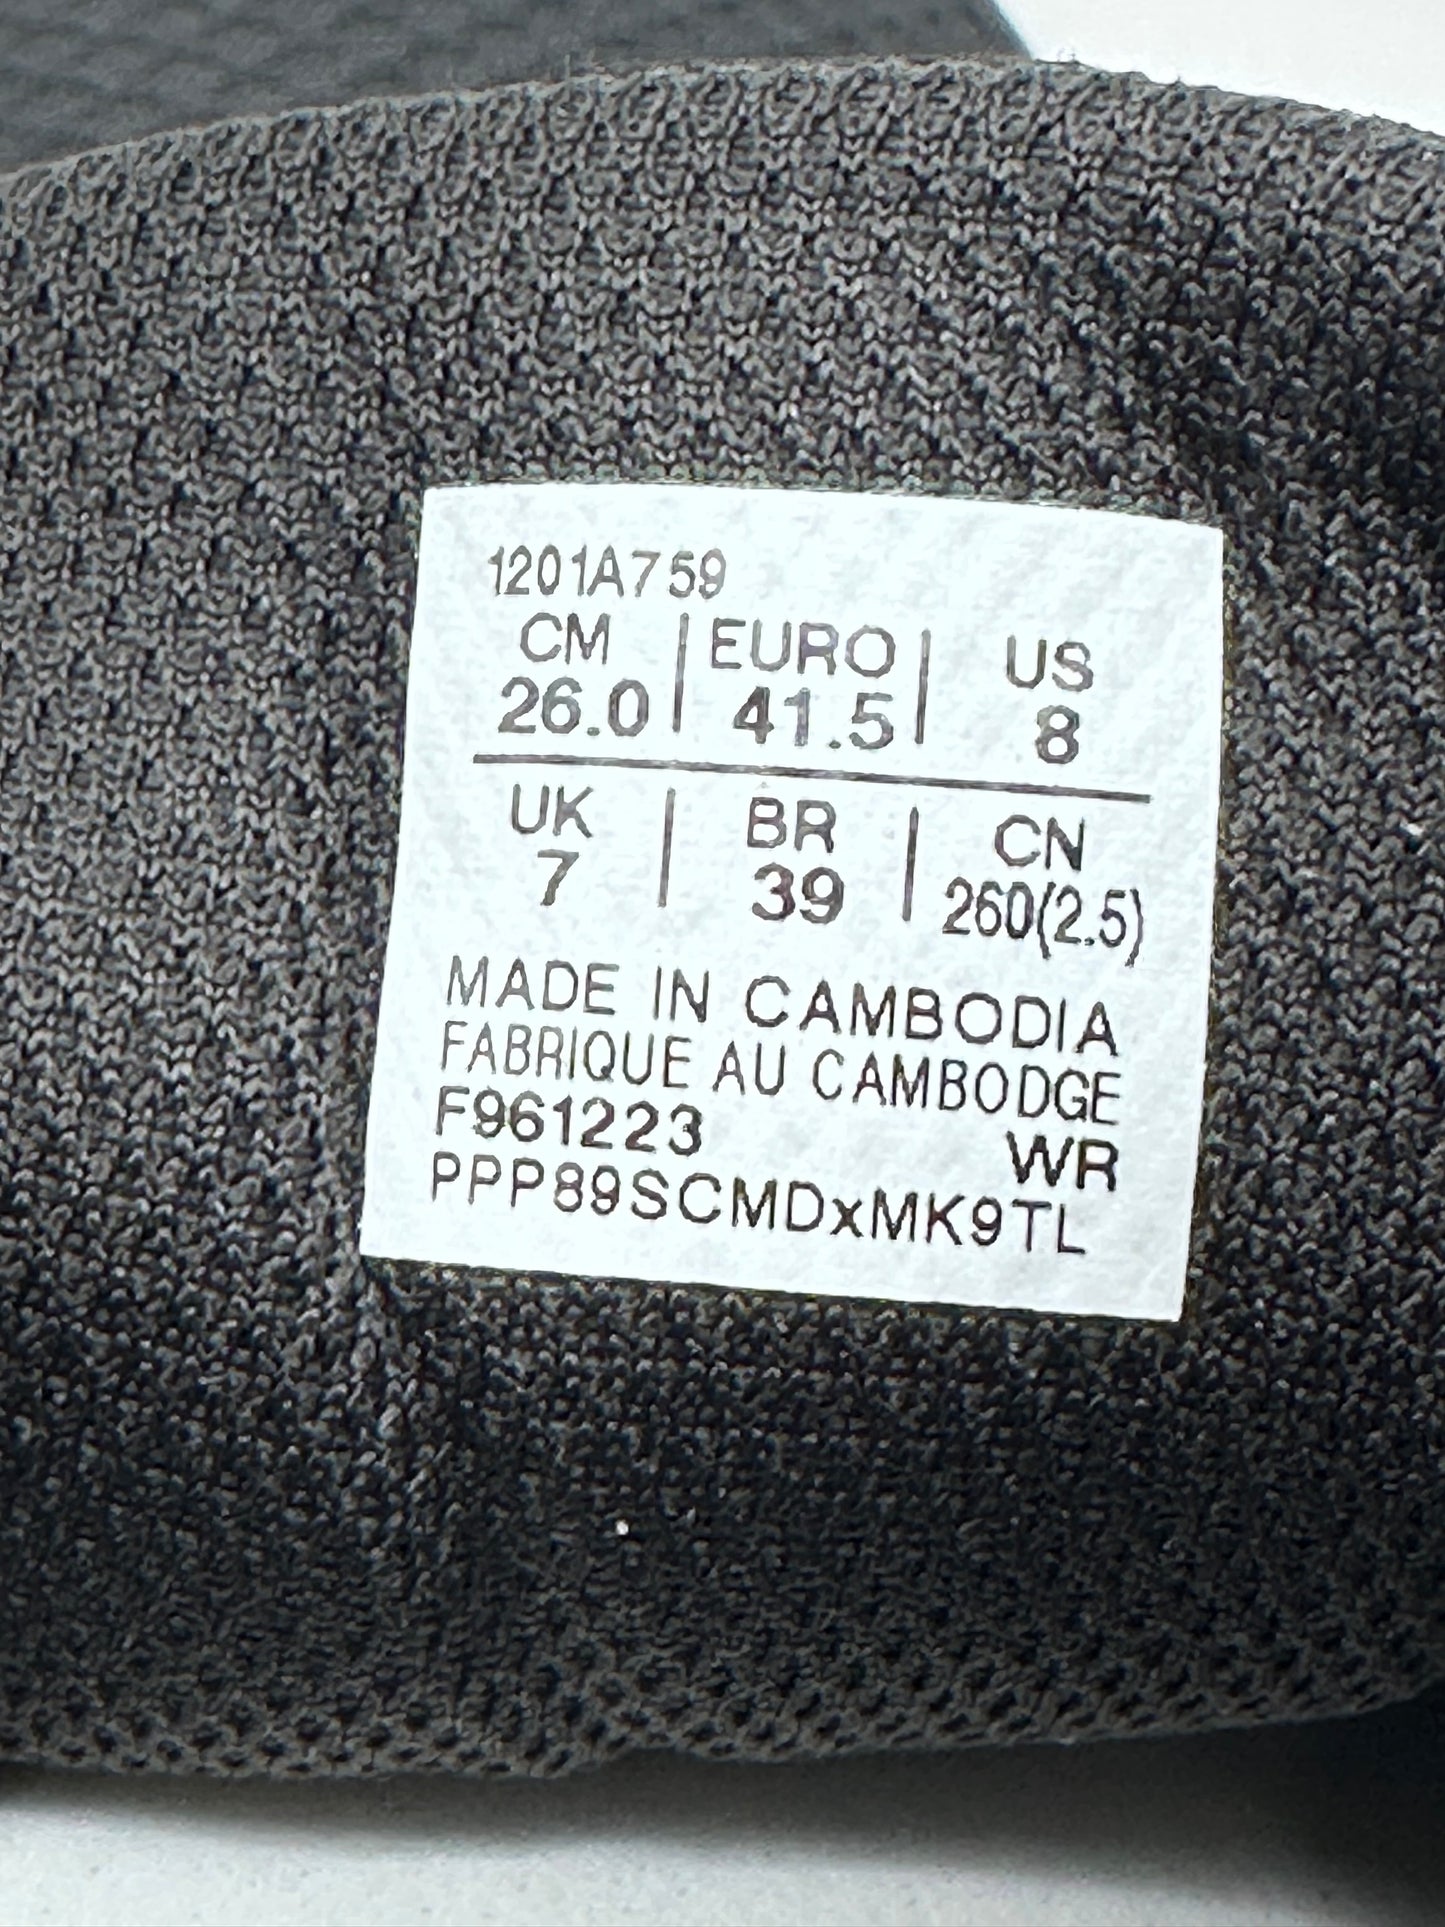 1201A759
CM | EURO | US
26.0 | 41.5 | 8
UK | BR | CN
7 | 39 | 260(2.5)
MADE IN CAMBODIA
FABRIQUE AU CAMBODGE
F961223 WR
PPP89SCMDxMK9TL